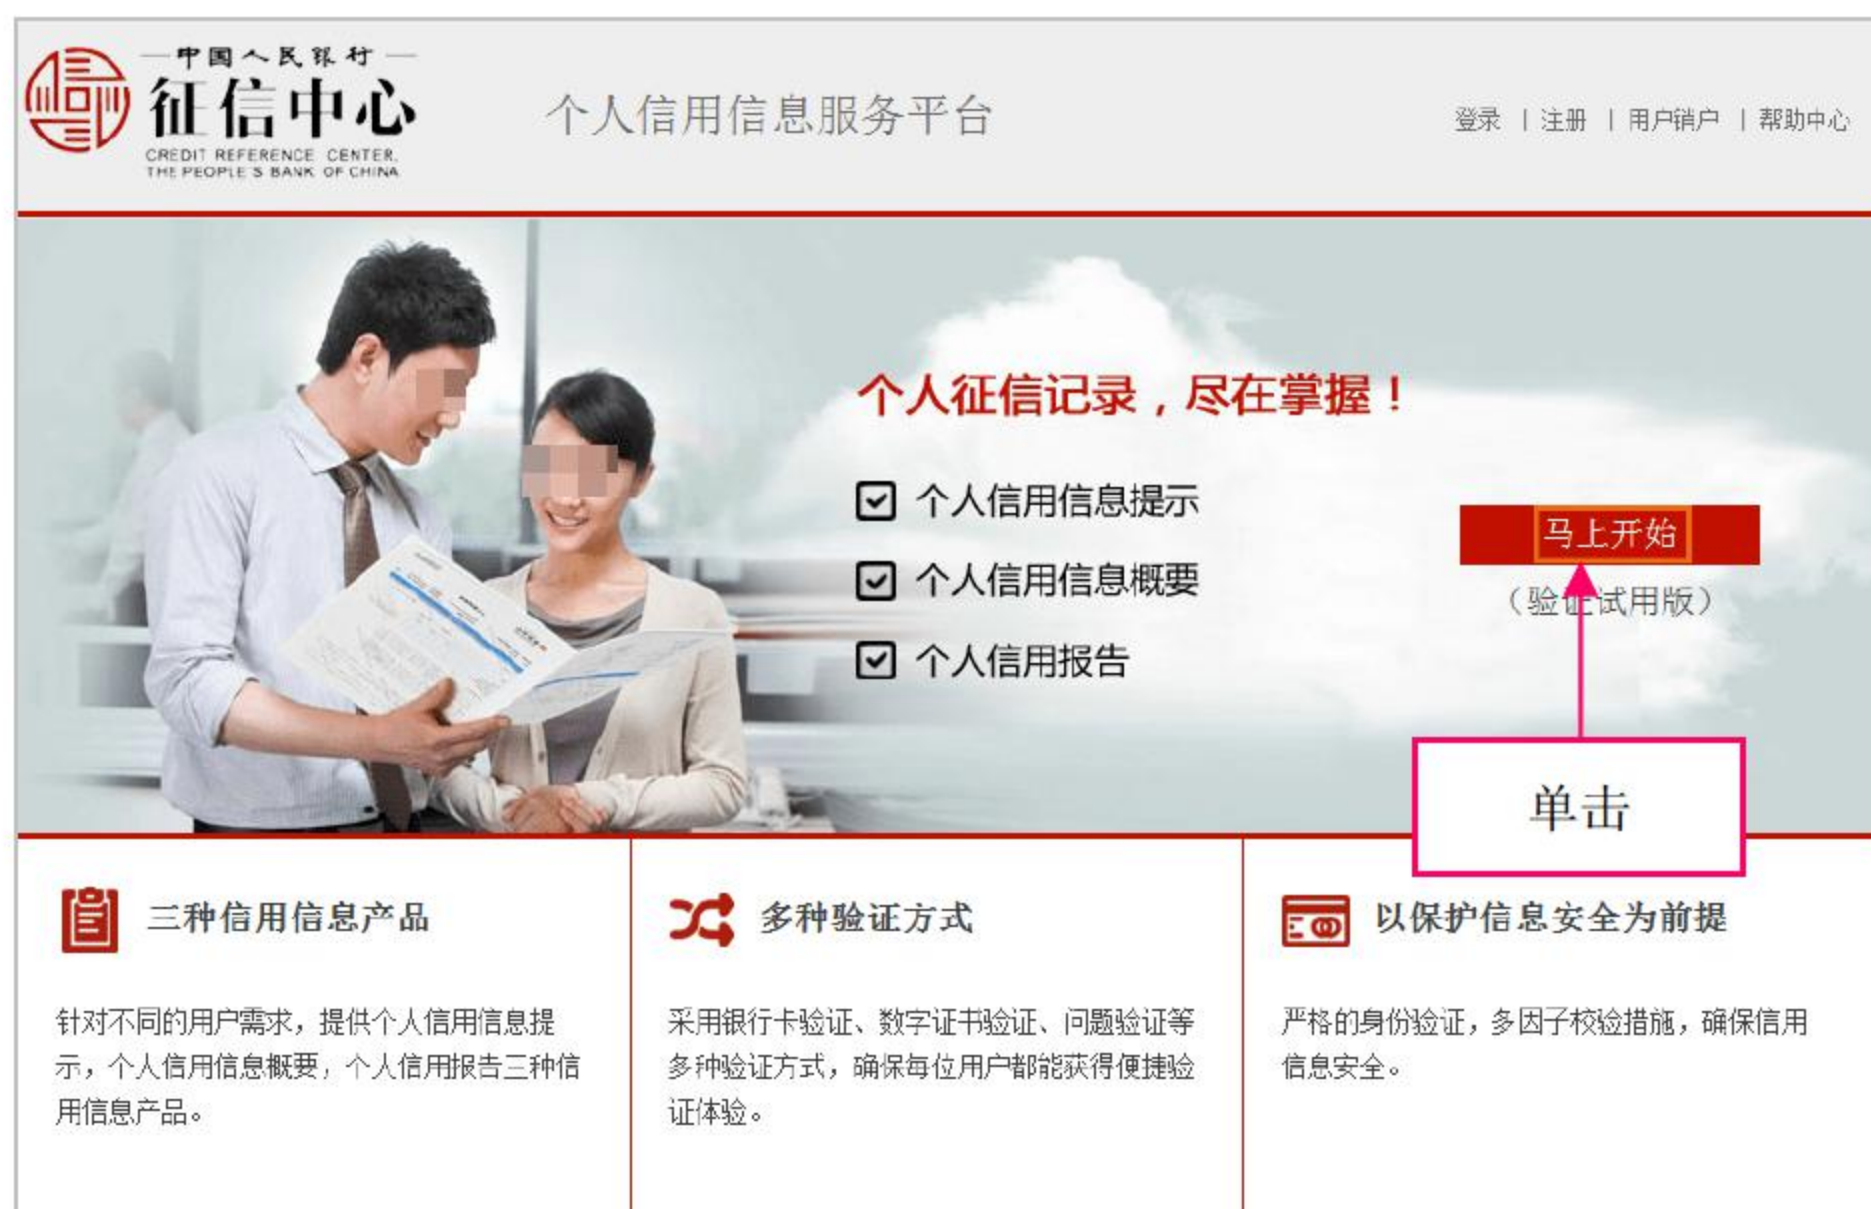 中国人民银行
征信中心
CREDIT REFERENCE CENTER,
THE PEOPLE'S BANK OF CHINA
个人信用信息服务平台
登录 | 注册 | 用户销户 | 帮助中心
个人征信记录，尽在掌握！
个人信用信息提示
个人信用信息概要
个人信用报告
马上开始
（验证试用版）
单击
三种信用信息产品
针对不同的用户需求，提供个人信用信息提
示，个人信用信息概要，个人信用报告三种信
用信息产品。
多种验证方式
采用银行卡验证、数字证书验证、问题验证等
多种验证方式，确保每位用户都能获得便捷验
证体验。
以保护信息安全为前提
严格的身份验证，多因子校验措施，确保信用
信息安全。